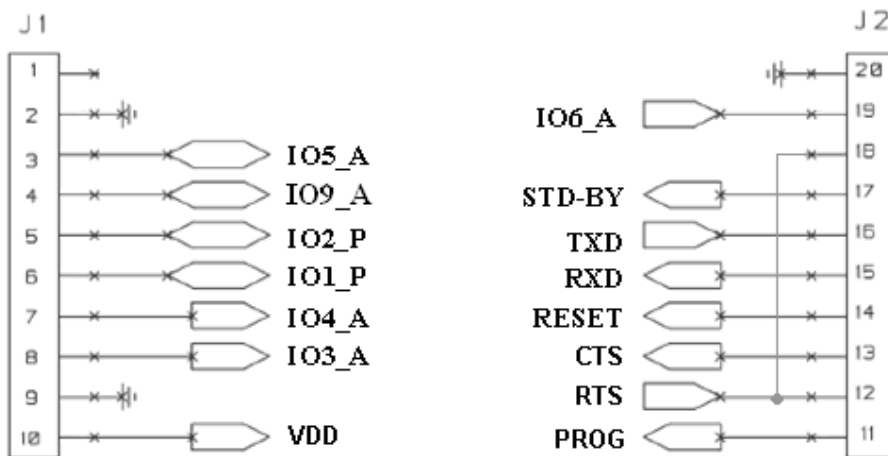 J1
1
2
3 IO5_A
4 IO9_A
5 IO2_P
6 IO1_P
7 IO4_A
8 IO3_A
9
10 VDD
J2
20
IO6_A 19
18
STD-BY 17
TXD 16
RXD 15
RESET 14
CTS 13
RTS 12
PROG 11